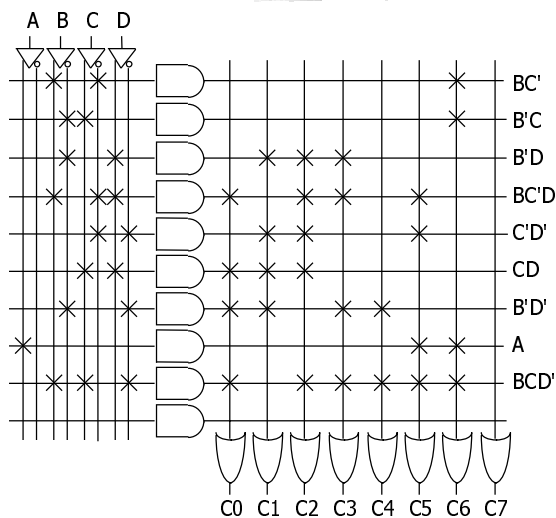 A B C D
BC'
B'C
B'D
BC'D
C'D'
CD
B'D'
A
BCD'
C0 C1 C2 C3 C4 C5 C6 C7